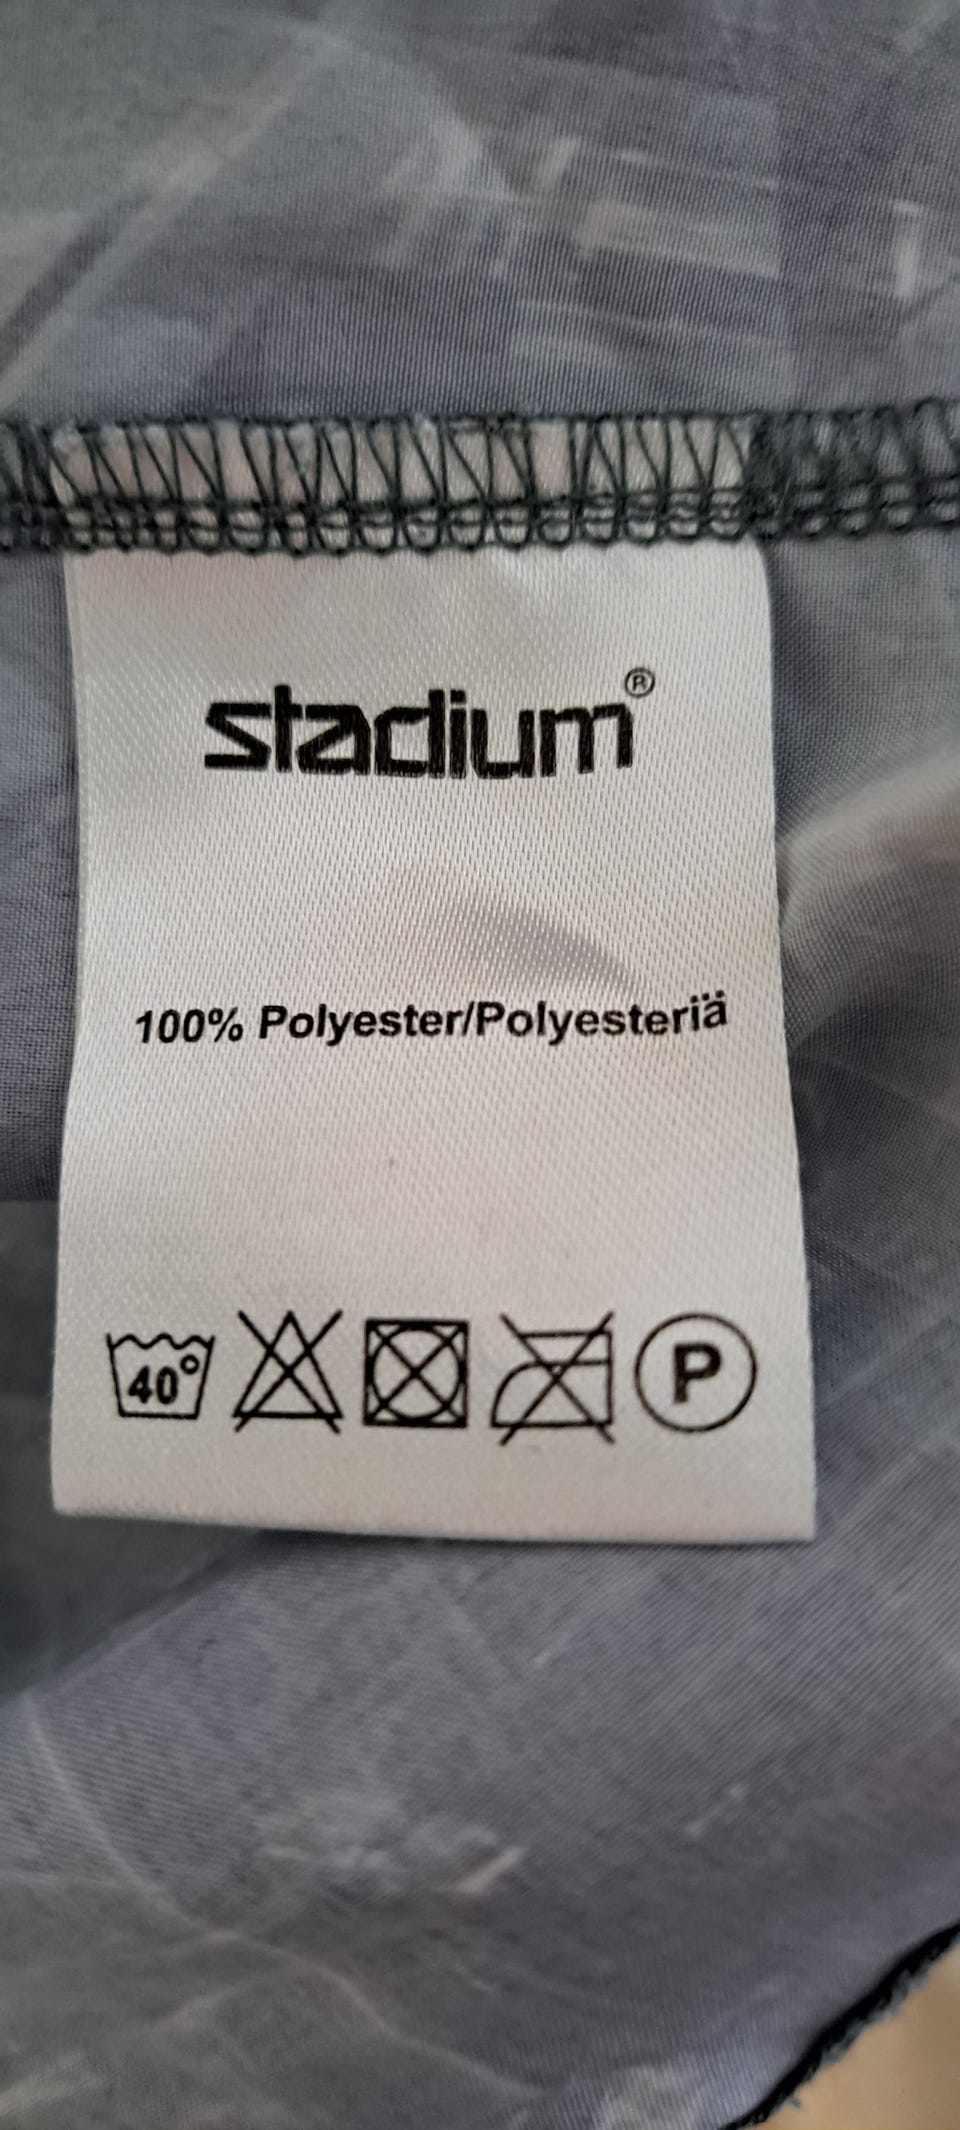 stadium®
100% Polyester/Polyesteriä
40° P